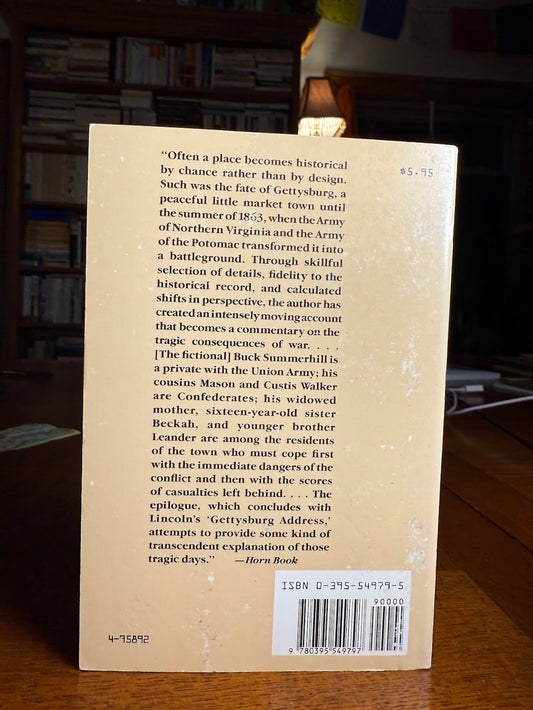 “Often a place becomes historical
by chance rather than by design.
Such was the fate of Gettysburg, a
peaceful little market town until
the summer of 1863, when the Army
of Northern Virginia and the Army
of the Potomac transformed it into
a battleground. Through skillful
selection of details, fidelity to the
historical record, and calculated
shifts in perspective, the author has
created an intensely moving account
that becomes a commentary on the
tragic consequences of war. . . .
[The fictional] Buck Summerhill is
a private with the Union Army; his
cousins Mason and Custis Walker
are Confederates; his widowed
mother, sixteen-year-old sister
Beckah, and younger brother
Leander are among the residents
of the town who must cope first
with the immediate dangers of the
conflict and then with the scores
of casualties left behind. . . . The
epilogue, which concludes with
Lincoln's ‘Gettysburg Address,’
attempts to provide some kind of
transcendent explanation of those
tragic days.” —Horn Book
$5.95
ISBN 0-395-54979-5
90000
9 780395 549797
4-95892